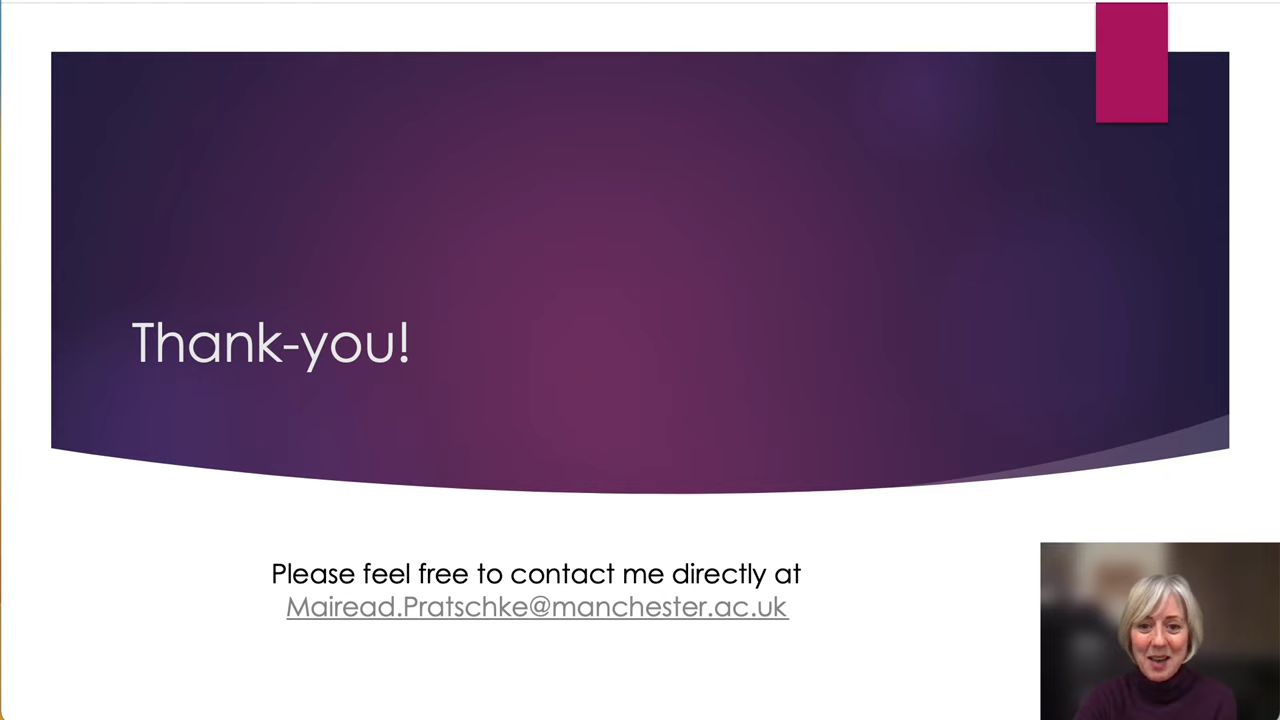 Thank-you!
Please feel free to contact me directly at
Mairead.Pratschke@manchester.ac.uk